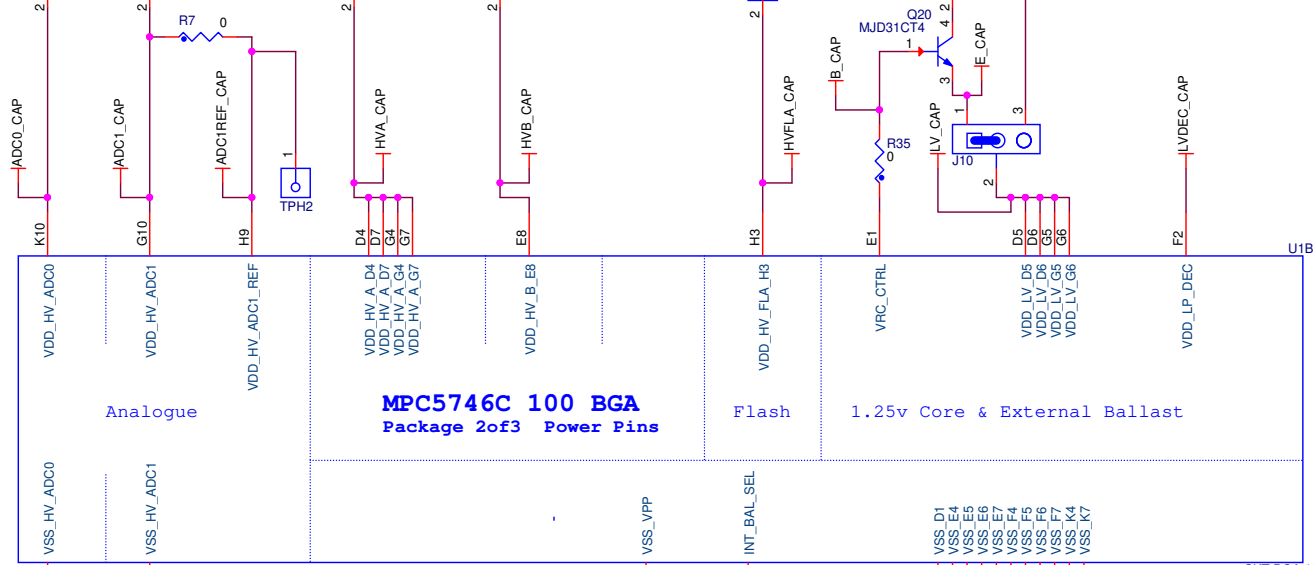 2
2
2
2
2
2
R7
0
Q20
MJD31CT4
4
1
3
ADC0_CAP
ADC1_CAP
ADC1REF_CAP
1
TPH2
HVA_CAP
HVB_CAP
HVFLA_CAP
B_CAP
E_CAP
LV_CAP
R35
0
1
3
J10
2
LVDEC_CAP
K10
G10
H9
D4
D7
G4
G7
E8
H3
E1
D5
D6
G5
G6
F2
U1B
VDD_HV_ADC0
VDD_HV_ADC1
VDD_HV_ADC1_REF
VDD_HV_A_D4
VDD_HV_A_D7
VDD_HV_A_G4
VDD_HV_A_G7
VDD_HV_B_E8
VDD_HV_FLA_H3
VRC_CTRL
VDD_LV_D5
VDD_LV_D6
VDD_LV_G5
VDD_LV_G6
VDD_LP_DEC
Analogue
MPC5746C 100 BGA
Package 2of3 Power Pins
Flash
1.25v Core & External Ballast
VSS_HV_ADC0
VSS_HV_ADC1
VSS_VPP
INT_BAL_SEL
VSS_D1
VSS_E4
VSS_E5
VSS_E6
VSS_E7
VSS_F4
VSS_F5
VSS_F6
VSS_F7
VSS_K4
VSS_K7